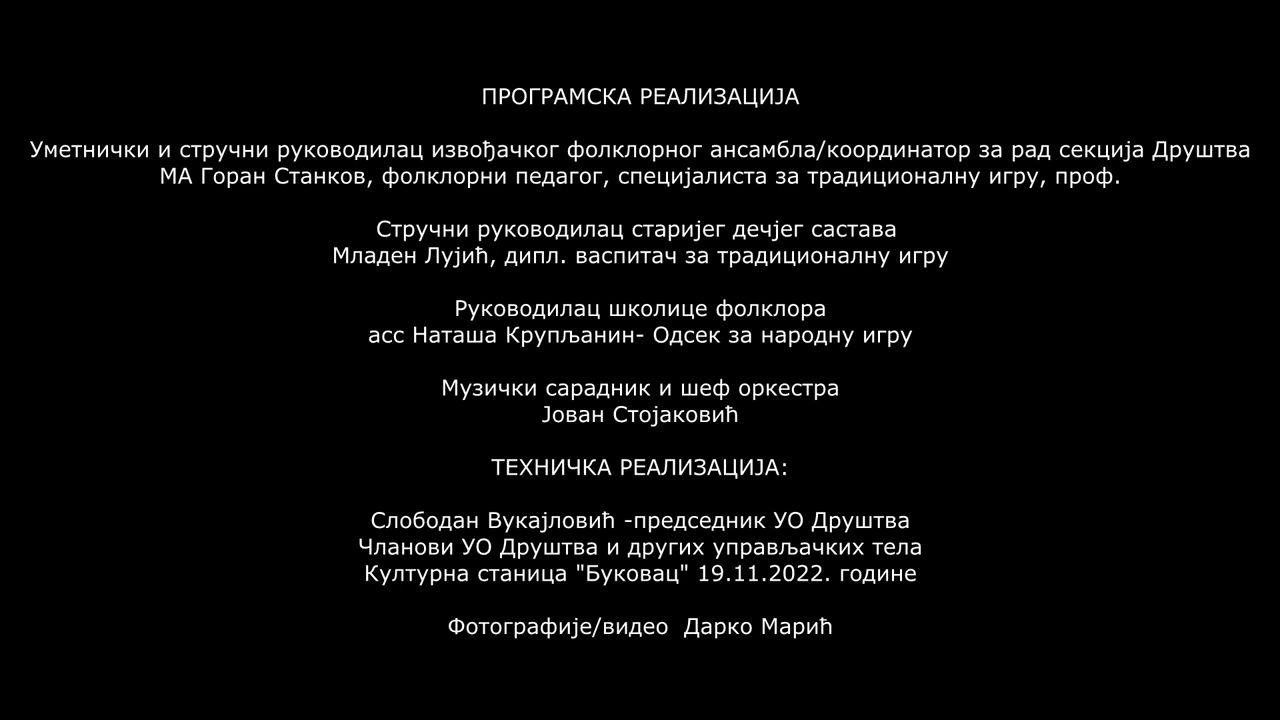 ПРОГРАМСКА РЕАЛИЗАЦИЈА
Уметнички и стручни руководилац извођачког фолклорног ансамбла/координатор за рад секција Друштва
МА Горан Станков, фолклорни педагог, специјалиста за традиционалну игру, проф.
Стручни руководилац старијег дечјег састава
Младен Лујић, дипл. васпитач за традиционалну игру
Руководилац школице фолклора
асс Наташа Крупљанин- Одсек за народну игру
Музички сарадник и шеф оркестра
Јован Стојаковић
ТЕХНИЧКА РЕАЛИЗАЦИЈА:
Слободан Вукајловић -председник УО Друштва
Чланови УО Друштва и других управљачких тела
Културна станица "Буковац" 19.11.2022. године
Фотографије/видео  Дарко Марић